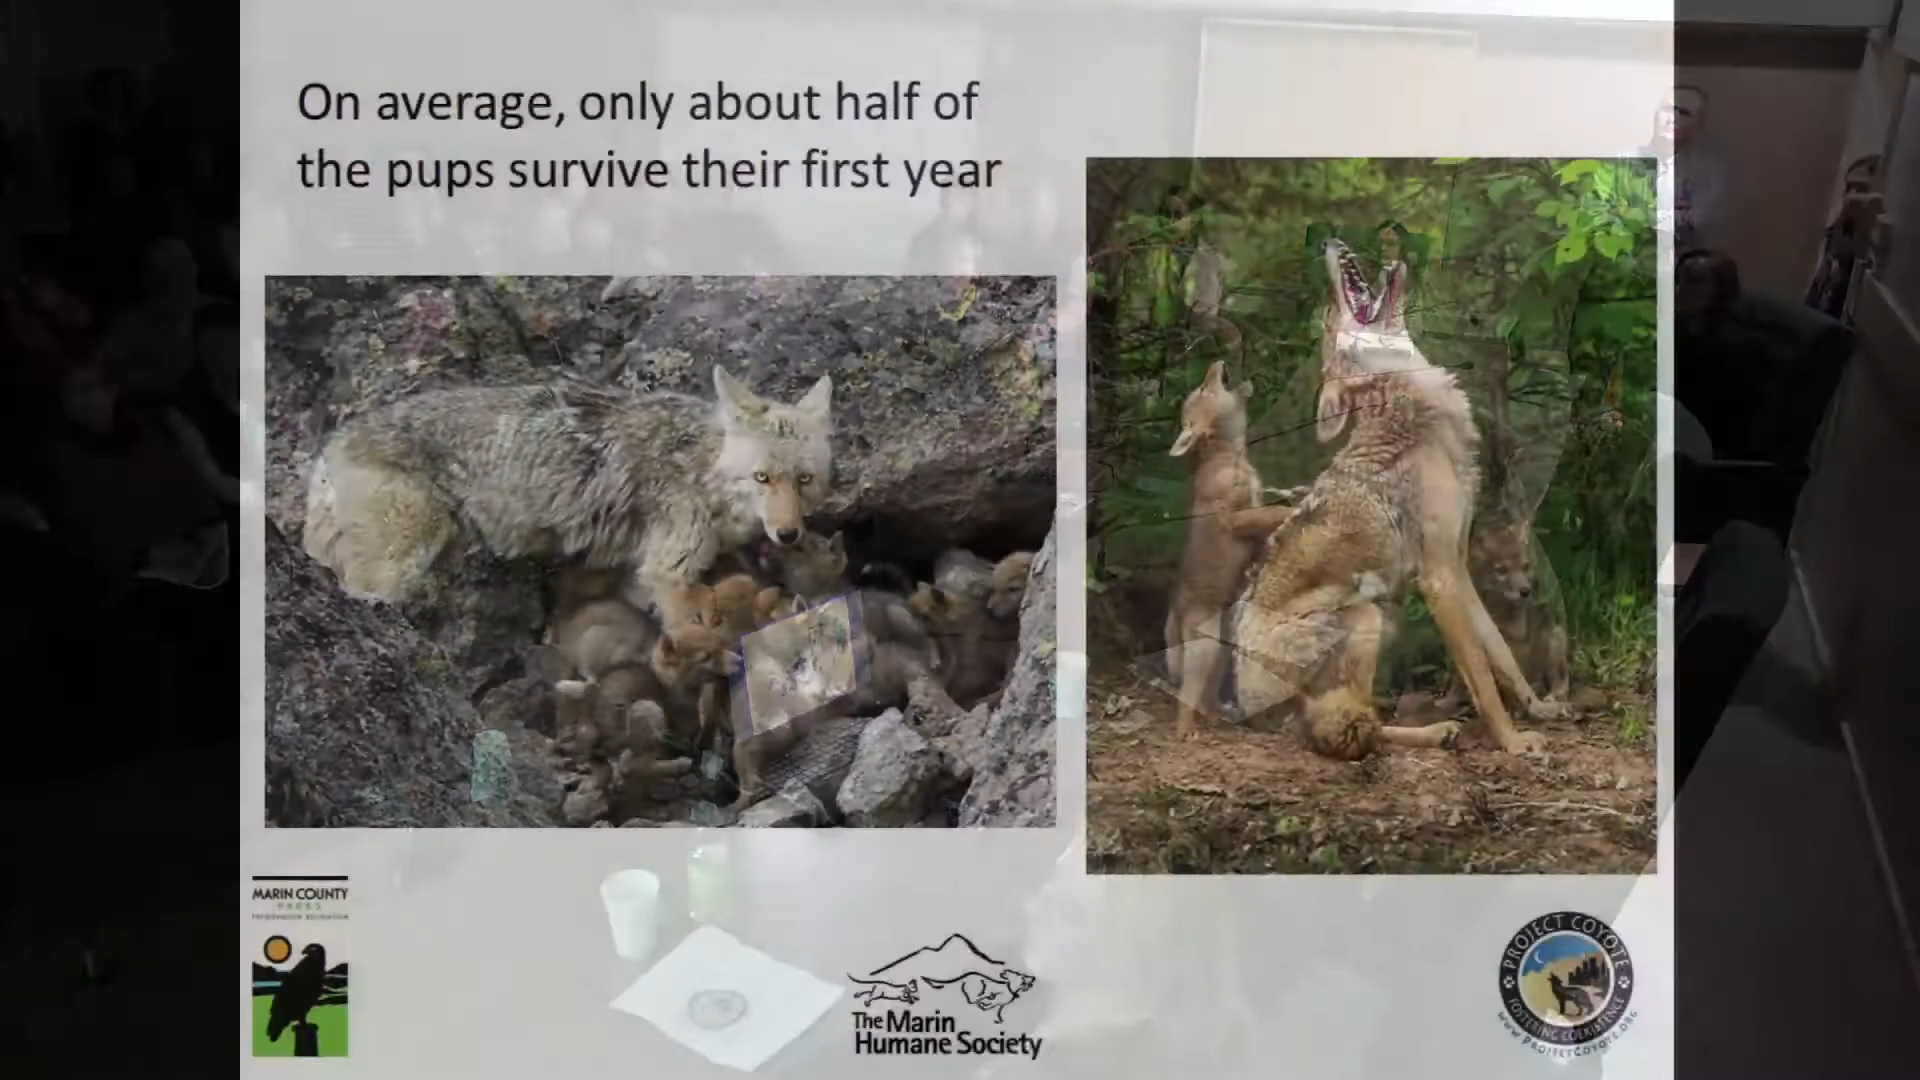 On average, only about half of
the pups survive their first year
MARIN COUNTY
PARKS
The Marin
Humane Society
PROJECT COYOTE
FOSTERING COEXISTENCE
WWW.PROJECTCOYOTE.ORG